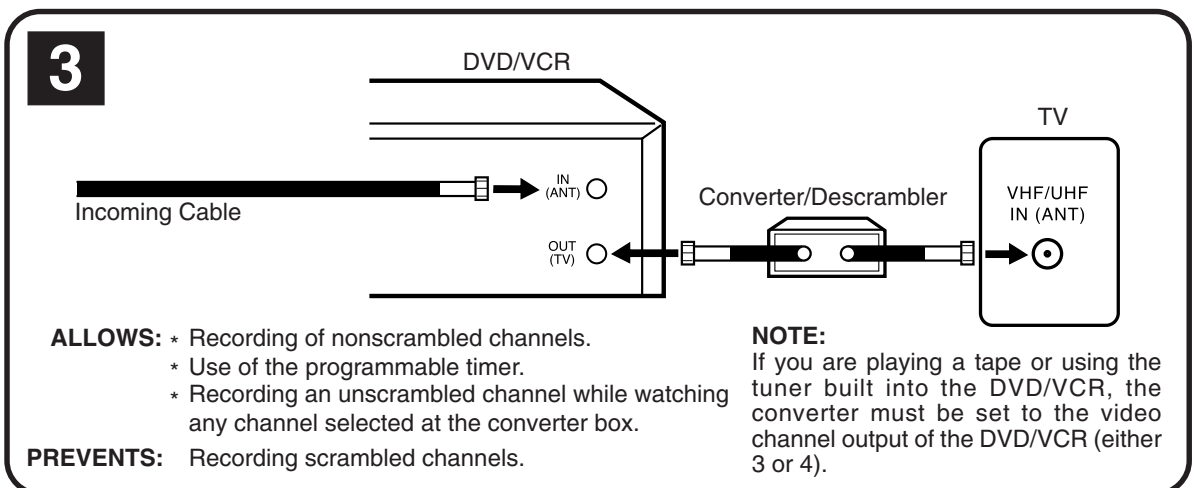 3
DVD/VCR
TV
IN
(ANT)
Incoming Cable
Converter/Descrambler
VHF/UHF
IN (ANT)
OUT
(TV)
ALLOWS: * Recording of nonscrambled channels.
* Use of the programmable timer.
* Recording an unscrambled channel while watching
any channel selected at the converter box.
PREVENTS: Recording scrambled channels.
NOTE:
If you are playing a tape or using the
tuner built into the DVD/VCR, the
converter must be set to the video
channel output of the DVD/VCR (either
3 or 4).